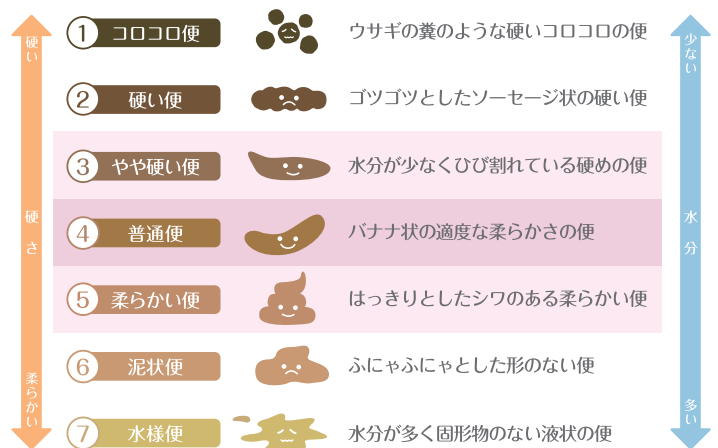 硬い
少ない
1 コロコロ便 ウサギの糞のような硬いコロコロの便
2 硬い便 ゴツゴツとしたソーセージ状の硬い便
3 やや硬い便 水分が少なくひび割れている硬めの便
硬さ
水分
4 普通便 バナナ状の適度な柔らかさの便
5 柔らかい便 はっきりとしたシワのある柔らかい便
6 泥状便 ふにゃふにゃとした形のない便
柔らかい
多い
7 水様便 水分が多く固形物のない液状の便